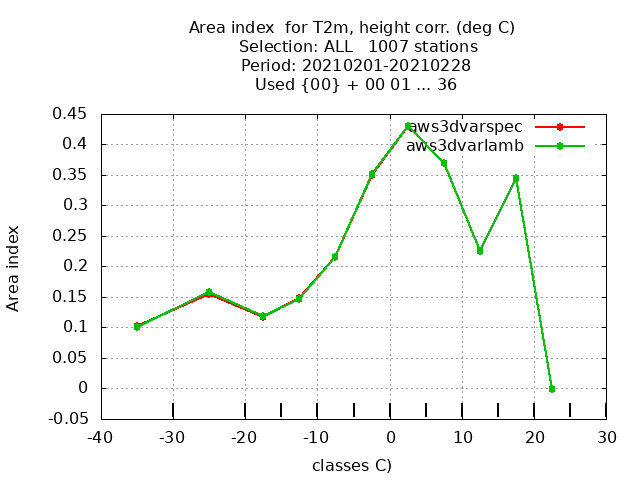 Area index  for T2m, height corr. (deg C)
Selection: ALL   1007 stations
Period: 20210201-20210228
Used {00} + 00 01 ... 36
0.45
0.4
0.35
0.3
0.25
0.2
0.15
0.1
0.05
0
-0.05
Area index
aws3dvarspec
aws3dvarlamb
-40 -30 -20 -10 0 10 20 30
classes C)